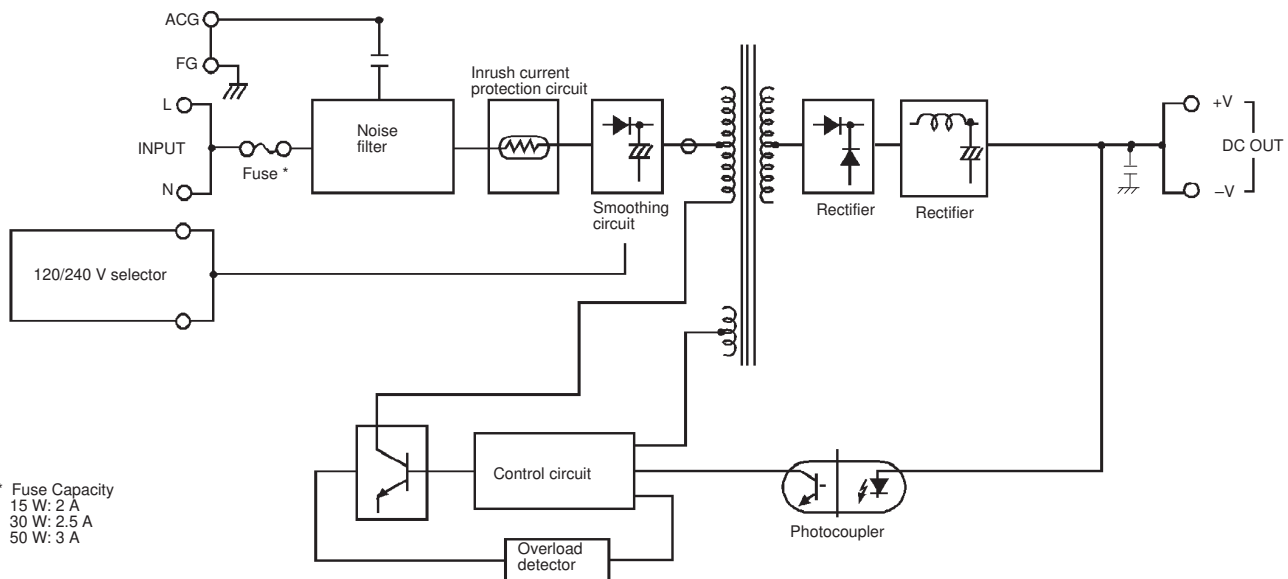 ACG
FG
L
INPUT
N
Fuse *
Noise
filter
Inrush current
protection circuit
Smoothing
circuit
Rectifier
Rectifier
+V
DC OUT
–V
120/240 V selector
Control circuit
Overload
detector
Photocoupler
* Fuse Capacity
15 W: 2 A
30 W: 2.5 A
50 W: 3 A